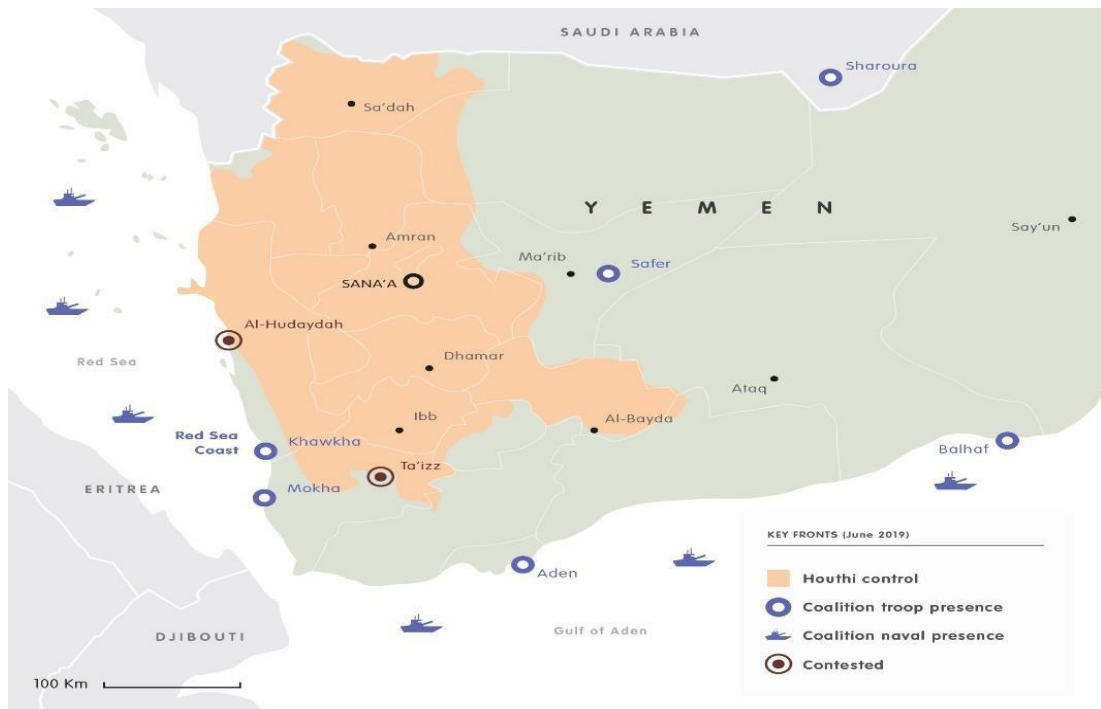 SAUDI ARABIA
Sharoura
Sa'dah
YEMEN
Say'un
Amran
Ma'rib
Safer
SANA'A
Al-Hudaydah
Red Sea
Dhamar
Ataq
Ibb
Al-Bayda
Red Sea
Coast
Khawkha
Ta'izz
Balhaf
Mokha
ERITREA
KEY FRONTS (June 2019)
Houthi control
Coalition troop presence
Coalition naval presence
Contested
Aden
Gulf of Aden
DJIBOUTI
100 Km